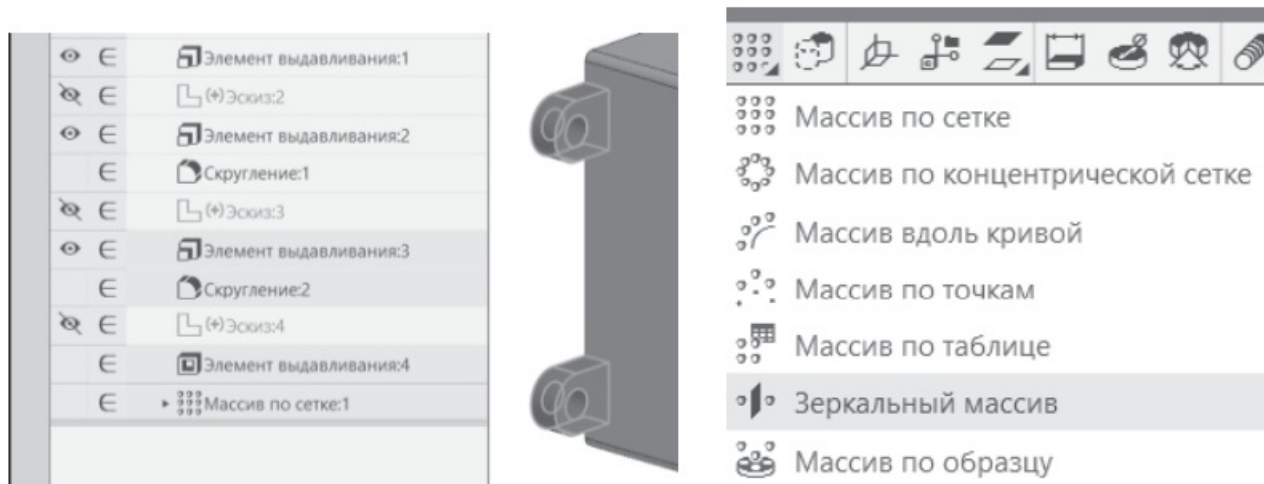 Элемент выдавливания:1
(+)Эскиз:2
Элемент выдавливания:2
Скругление:1
(+)Эскиз:3
Элемент выдавливания:3
Скругление:2
(+)Эскиз:4
Элемент выдавливания:4
Массив по сетке:1
Массив по сетке
Массив по концентрической сетке
Массив вдоль кривой
Массив по точкам
Массив по таблице
Зеркальный массив
Массив по образцу